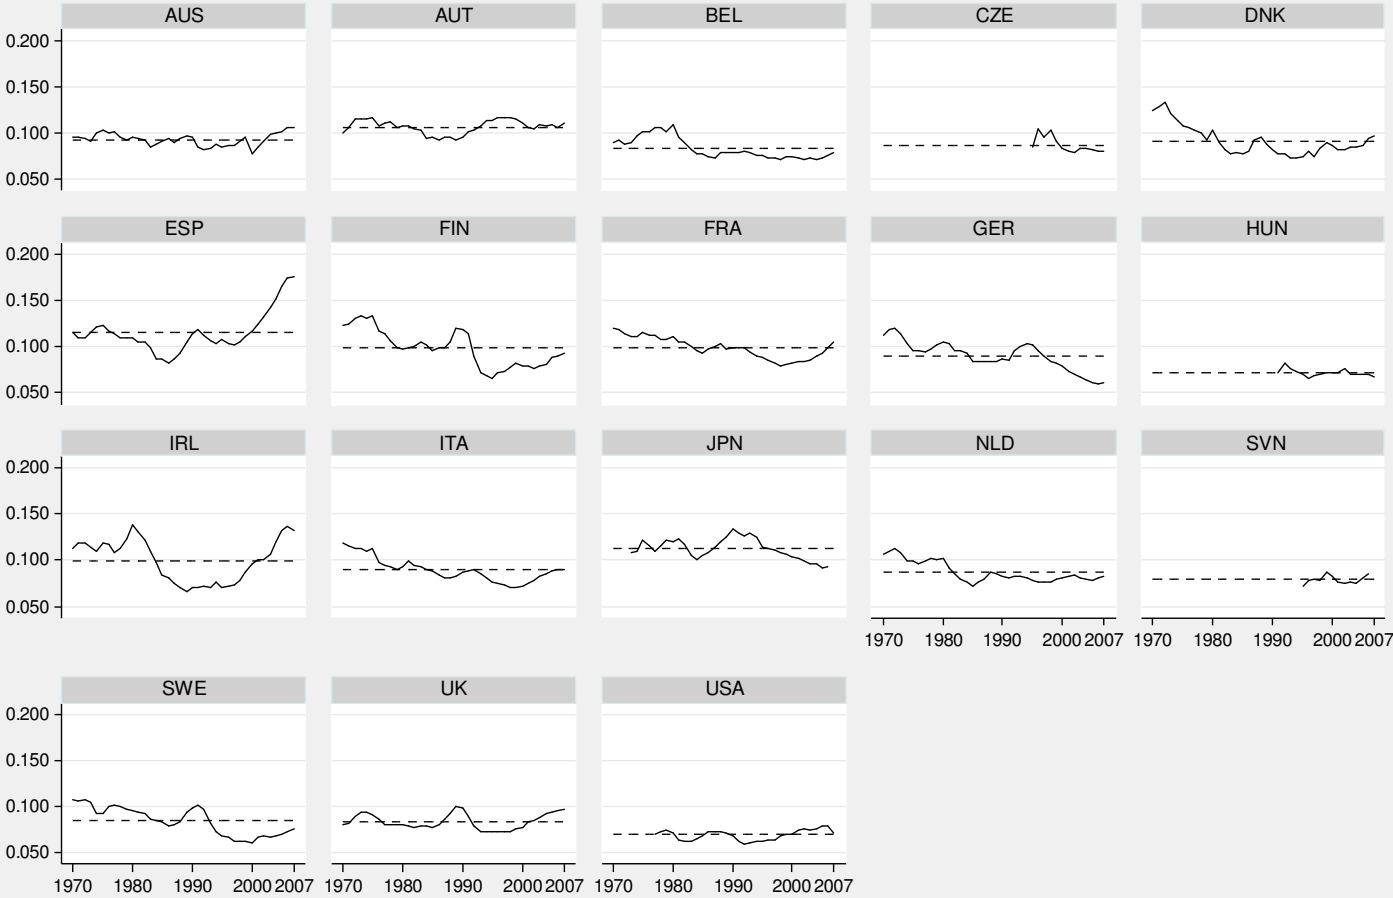 AUS AUT BEL CZE DNK
0.200
0.150
0.100
0.050
ESP FIN FRA GER HUN
0.200
0.150
0.100
0.050
IRL ITA JPN NLD SVN
0.200
0.150
0.100
0.050
1970 1980 1990 2000 2007 1970 1980 1990 2000 2007
SWE UK USA
0.200
0.150
0.100
0.050
1970 1980 1990 2000 2007 1970 1980 1990 2000 2007 1970 1980 1990 2000 2007